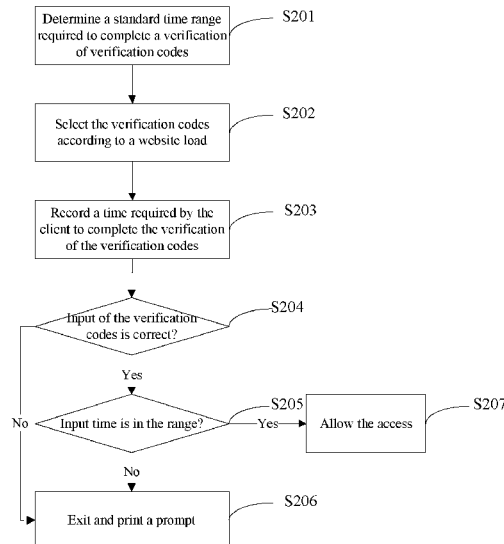 Determine a standard time range
required to complete a verification
of verification codes
S201
Select the verification codes
according to a website load
S202
Record a time required by the
client to complete the verification
of the verification codes
S203
Input of the verification
codes is correct?
S204
Yes
Input time is in the range?
S205
Yes
Allow the access
S207
No
No
Exit and print a prompt
S206